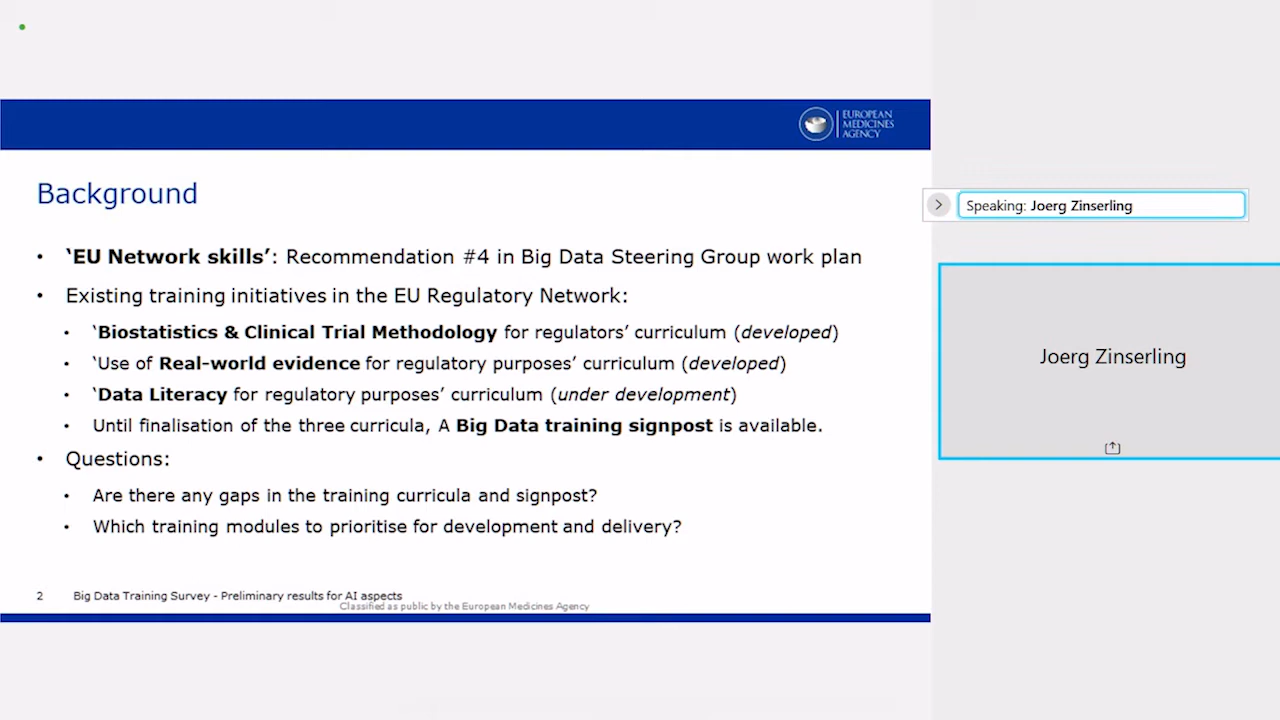 EUROPEAN
MEDICINES
AGENCY
Background
• ‘EU Network skills’: Recommendation #4 in Big Data Steering Group work plan
• Existing training initiatives in the EU Regulatory Network:
• ‘Biostatistics & Clinical Trial Methodology for regulators’ curriculum (developed)
• ‘Use of Real-world evidence for regulatory purposes’ curriculum (developed)
• ‘Data Literacy for regulatory purposes’ curriculum (under development)
• Until finalisation of the three curricula, A Big Data training signpost is available.
• Questions:
• Are there any gaps in the training curricula and signpost?
• Which training modules to prioritise for development and delivery?
2 Big Data Training Survey - Preliminary results for AI aspects
Classified as public by the European Medicines Agency
Speaking: Joerg Zinserling
Joerg Zinserling